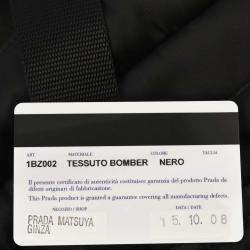 ART. MATERIALE COLORE TAGLIA
1BZ002 TESSUTO BOMBER NERO
Il presente certificato di autenticità costituisce garanzia del prodotto Prada da
difetti originari di fabbricazione.
This Prada product is granted a guarantee covering all manufacturing defects.
NEGOZIO / SHOP
PRADA MATSUYA
GINZA
15.10.08